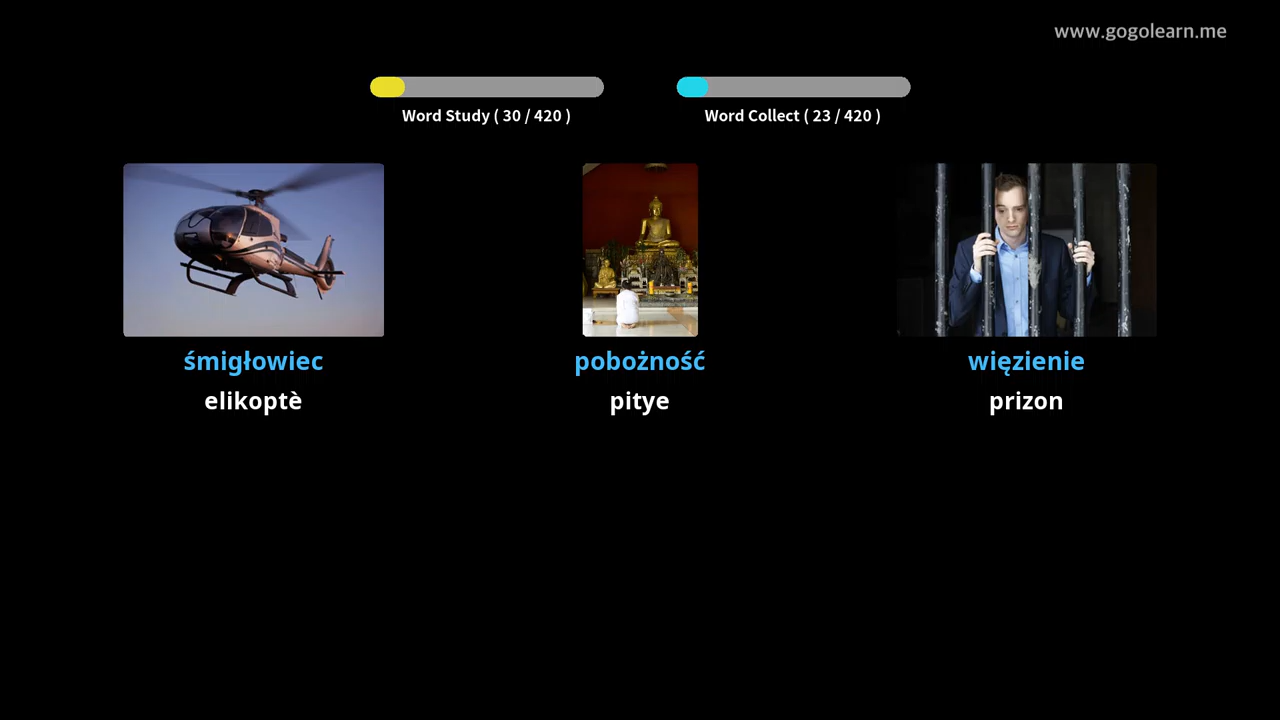 www.gogolearn.me
Word Study ( 30 / 420 )
Word Collect ( 23 / 420 )
śmigłowiec
pobożność
więzienie
elikoptè
pitye
prizon